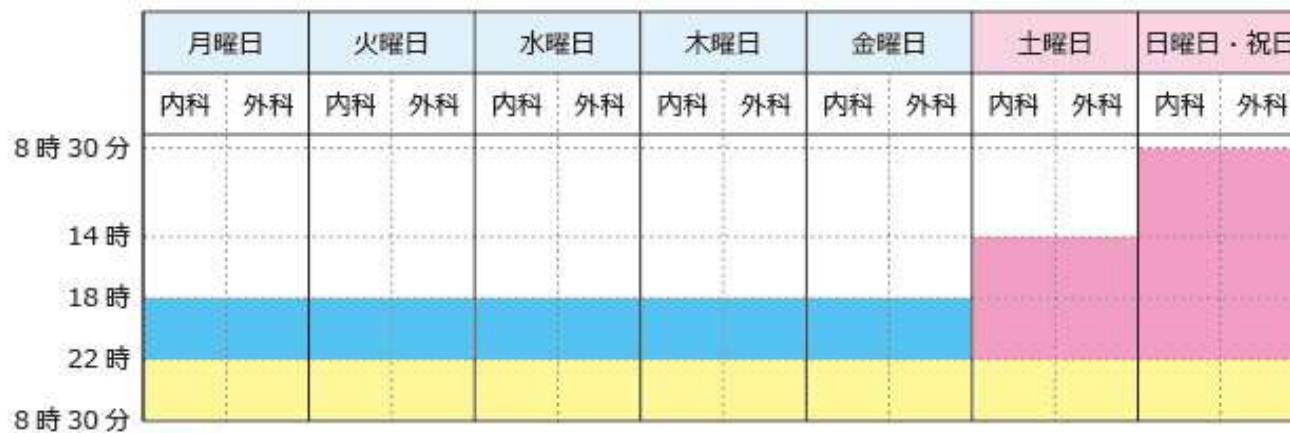 月曜日 火曜日 水曜日 木曜日 金曜日 土曜日 日曜日・祝日
内科 外科 内科 外科 内科 外科 内科 外科 内科 外科 内科 外科 内科 外科
8時30分
14時
18時
22時
8時30分